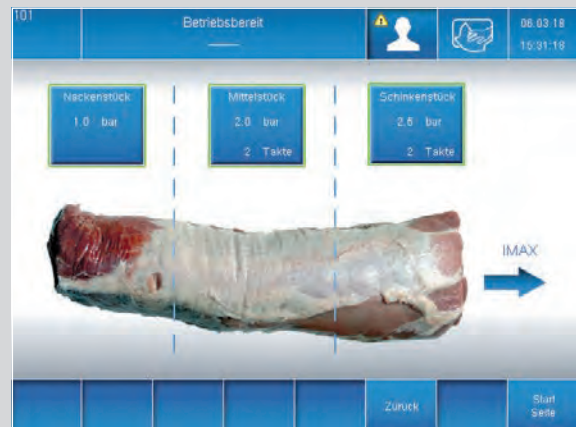 101
Betriebsbereit
06.03.18
15:31:18
Nackenstück
1.0 bar
Mittelstück
2.0 bar
2 Takte
Schinkenstück
2.5 bar
2 Takte
IMAX
Zurück
Start
Seite